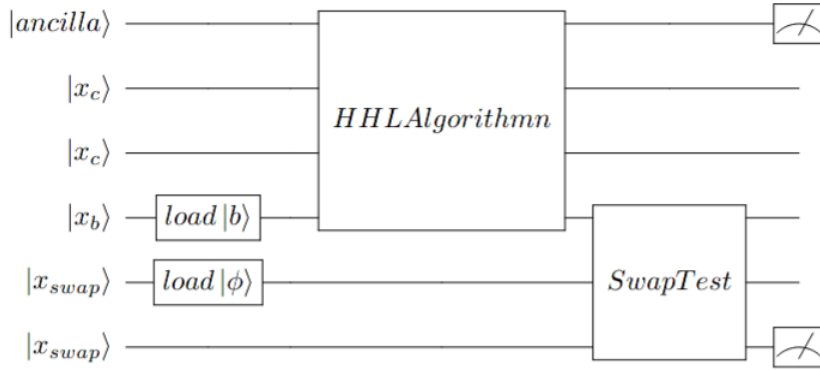 |ancilla⟩
|x_c⟩
HHLAlgorithmn
|x_c⟩
|x_b⟩ load |b⟩
|x_swap⟩ load |ϕ⟩ SwapTest
|x_swap⟩